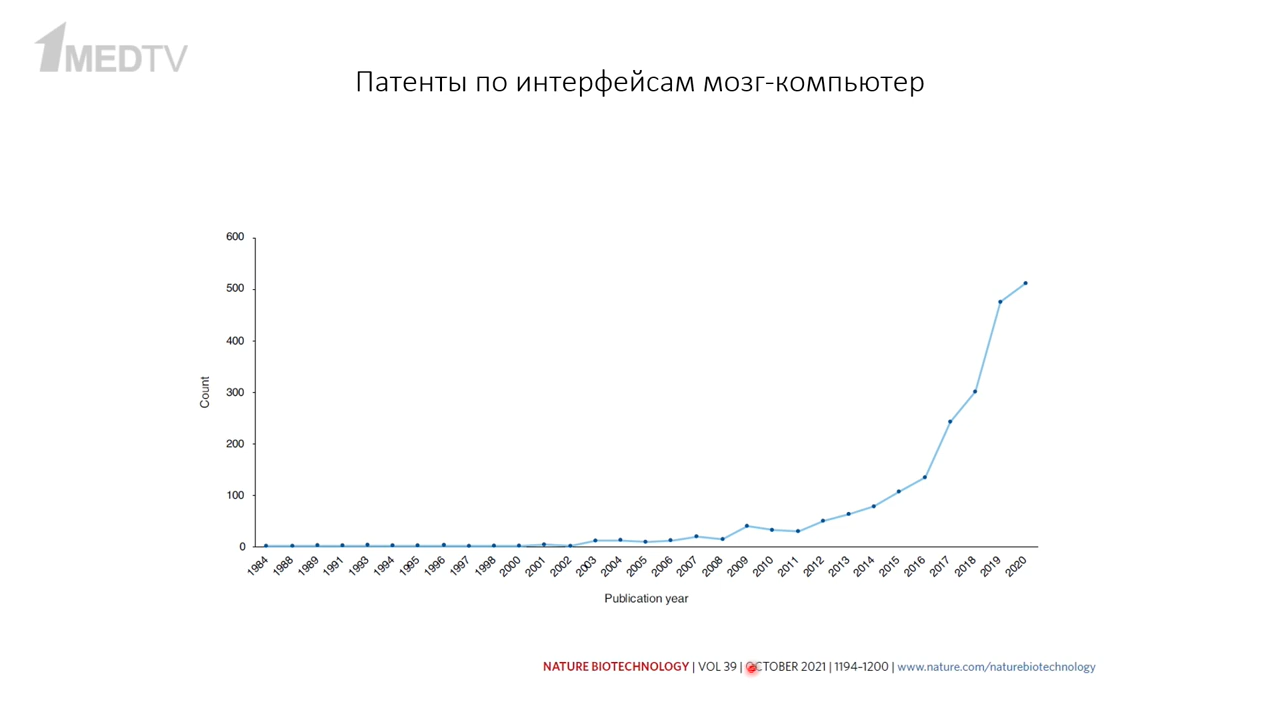 1MEDTV
Патенты по интерфейсам мозг-компьютер
600
500
400
300
200
100
0
Count
1984 1988 1989 1991 1993 1994 1995 1996 1997 1998 2000 2001 2002 2003 2004 2005 2006 2007 2008 2009 2010 2011 2012 2013 2014 2015 2016 2017 2018 2019 2020
Publication year
NATURE BIOTECHNOLOGY | VOL 39 | OCTOBER 2021 | 1194–1200 | www.nature.com/naturebiotechnology